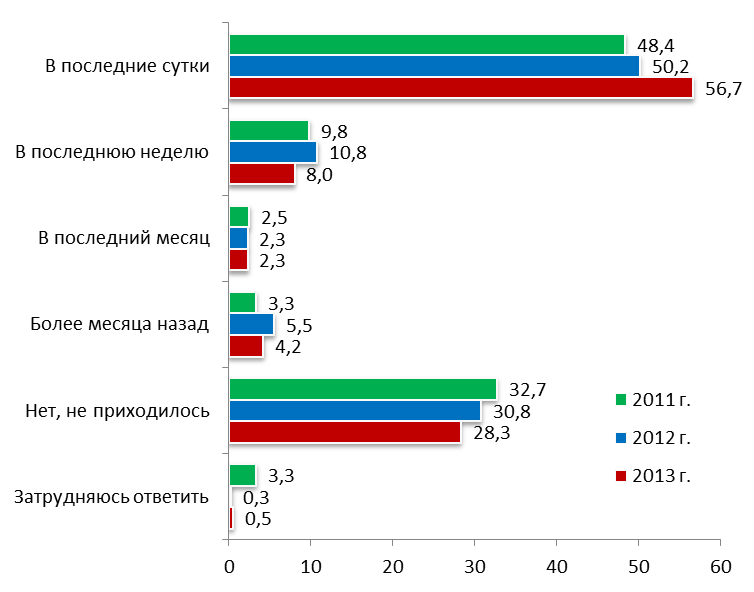 В последние сутки
48,4
50,2
56,7
В последнюю неделю
9,8
10,8
8,0
В последний месяц
2,5
2,3
2,3
Более месяца назад
3,3
5,5
4,2
Нет, не приходилось
32,7
30,8
28,3
Затрудняюсь ответить
3,3
0,3
0,5
2011 г.
2012 г.
2013 г.
0 10 20 30 40 50 60